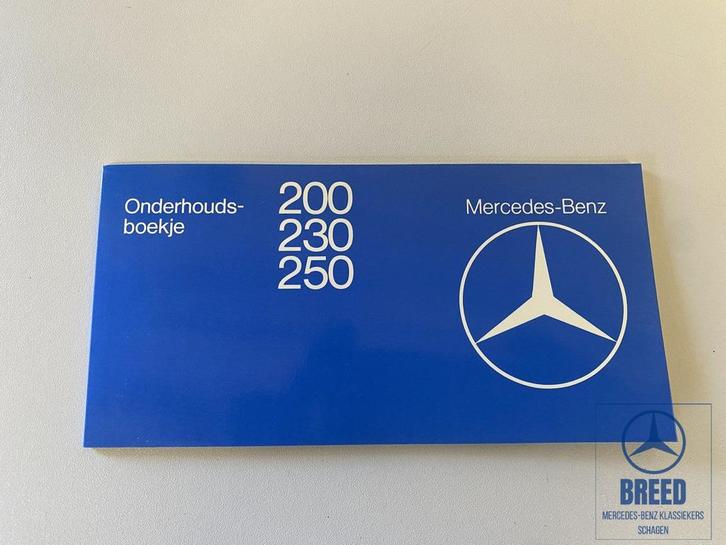 Onderhouds-
boekje
200
230
250
Mercedes-Benz
BREED
MERCEDES-BENZ KLASSIEKERS
SCHAGEN